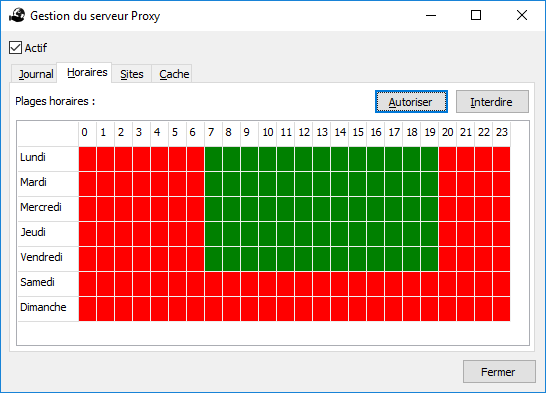 Gestion du serveur Proxy
Actif
Journal Horaires Sites Cache
Plages horaires : Autoriser Interdire
0 1 2 3 4 5 6 7 8 9 10 11 12 13 14 15 16 17 18 19 20 21 22 23
Lundi
Mardi
Mercredi
Jeudi
Vendredi
Samedi
Dimanche
Fermer